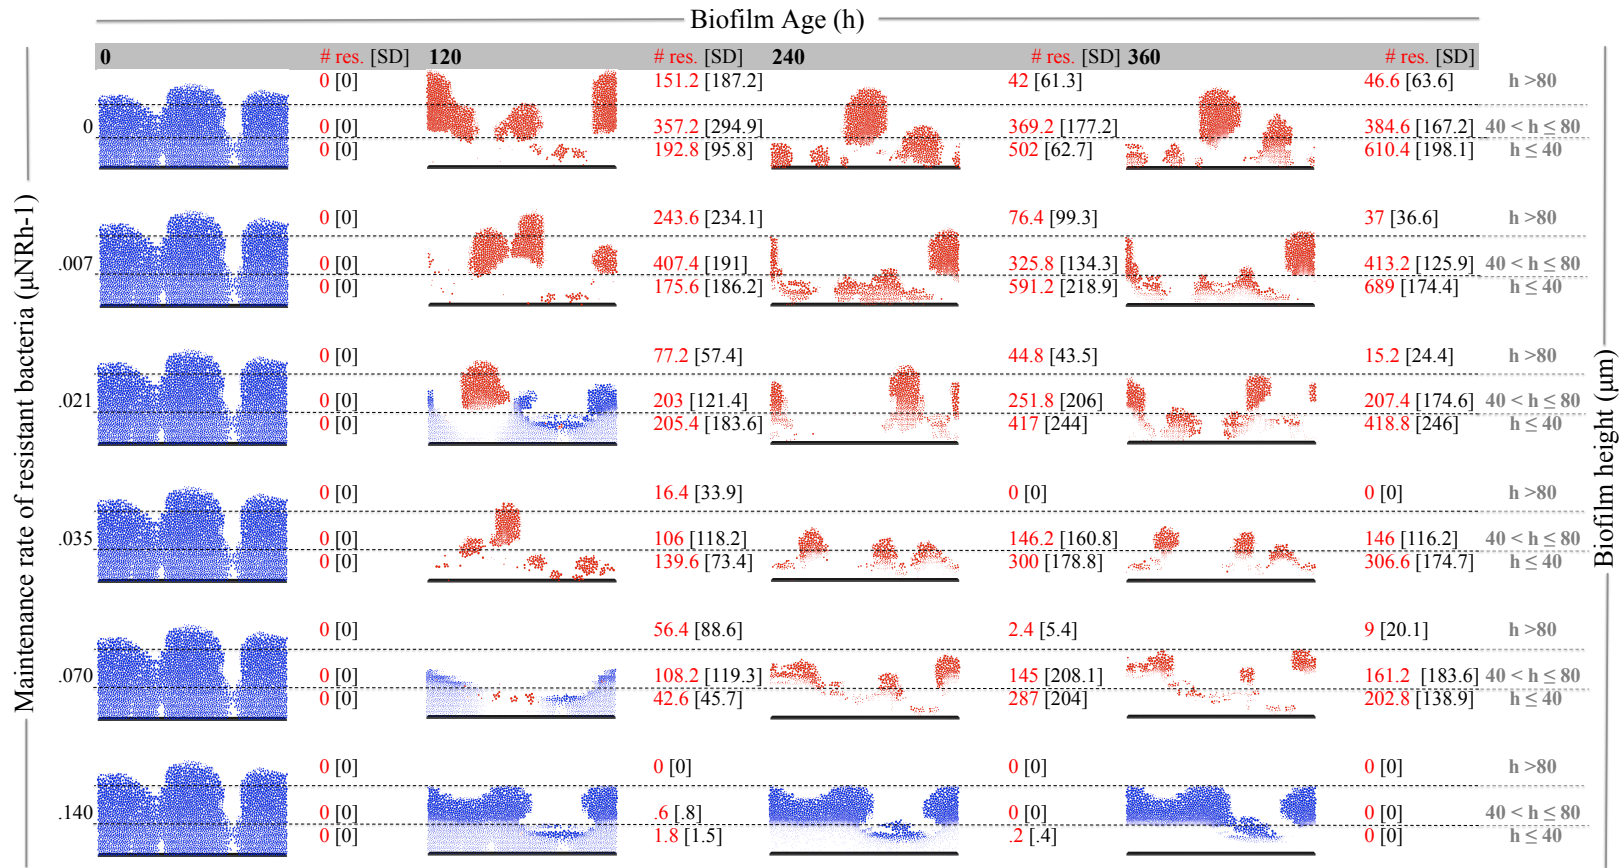 Biofilm Age (h)
0 # res. [SD] 120 # res. [SD] 240 # res. [SD] 360 # res. [SD]
0 [0] 151.2 [187.2] 42 [61.3] 46.6 [63.6] h >80
0 0 [0] 357.2 [294.9] 369.2 [177.2] 384.6 [167.2] 40 < h ≤ 80
0 [0] 192.8 [95.8] 502 [62.7] 610.4 [198.1] h ≤ 40
0 [0] 243.6 [234.1] 76.4 [99.3] 37 [36.6] h >80
.007 0 [0] 407.4 [191] 325.8 [134.3] 413.2 [125.9] 40 < h ≤ 80
0 [0] 175.6 [186.2] 591.2 [218.9] 689 [174.4] h ≤ 40
0 [0] 77.2 [57.4] 44.8 [43.5] 15.2 [24.4] h >80
.021 0 [0] 203 [121.4] 251.8 [206] 207.4 [174.6] 40 < h ≤ 80
0 [0] 205.4 [183.6] 417 [244] 418.8 [246] h ≤ 40
0 [0] 16.4 [33.9] 0 [0] 0 [0] h >80
.035 0 [0] 106 [118.2] 146.2 [160.8] 146 [116.2] 40 < h ≤ 80
0 [0] 139.6 [73.4] 300 [178.8] 306.6 [174.7] h ≤ 40
0 [0] 56.4 [88.6] 2.4 [5.4] 9 [20.1] h >80
.070 0 [0] 108.2 [119.3] 145 [208.1] 161.2 [183.6] 40 < h ≤ 80
0 [0] 42.6 [45.7] 287 [204] 202.8 [138.9] h ≤ 40
0 [0] 0 [0] 0 [0] 0 [0] h >80
.140 0 [0] .6 [.8] 0 [0] 0 [0] 40 < h ≤ 80
0 [0] 1.8 [1.5] .2 [.4] 0 [0] h ≤ 40
Maintenance rate of resistant bacteria (µNRh-1)
Biofilm height (µm)